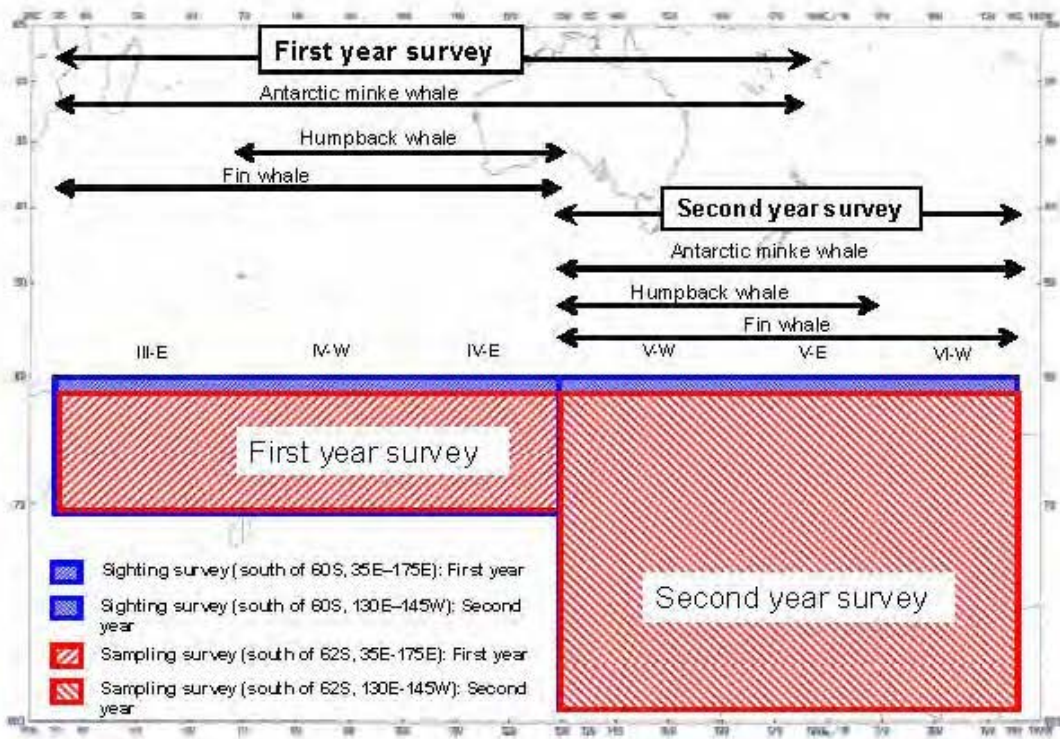 First year survey
Antarctic minke whale
Humpback whale
Fin whale
Second year survey
Antarctic minke whale
Humpback whale
Fin whale
III-E
IV-W
IV-E
V-W
V-E
VI-W
First year survey
Second year survey
Sighting survey (south of 60S, 35E–175E): First year
Sighting survey (south of 60S, 130E–145W): Second
year
Sampling survey (south of 62S, 35E-175E): First year
Sampling survey (south of 62S, 130E-145W): Second
year